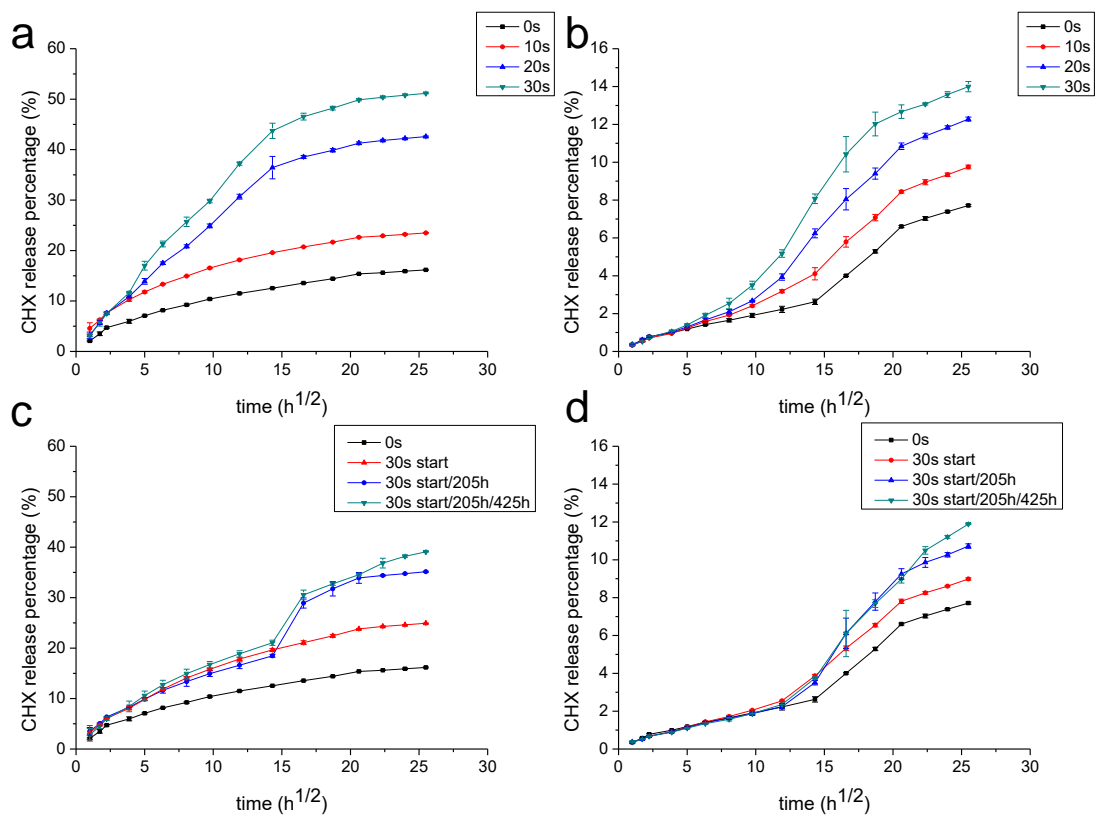 a
0s
10s
20s
30s
60
50
40
30
20
10
0
CHX release percentage (%)
0 5 10 15 20 25 30
time (h1/2)
b
0s
10s
20s
30s
16
14
12
10
8
6
4
2
0
CHX release percentage (%)
0 5 10 15 20 25 30
time (h1/2)
c
0s
30s start
30s start/205h
30s start/205h/425h
60
50
40
30
20
10
0
CHX release percentage (%)
0 5 10 15 20 25 30
time (h1/2)
d
0s
30s start
30s start/205h
30s start/205h/425h
16
14
12
10
8
6
4
2
0
CHX release percentage (%)
0 5 10 15 20 25 30
time (h1/2)